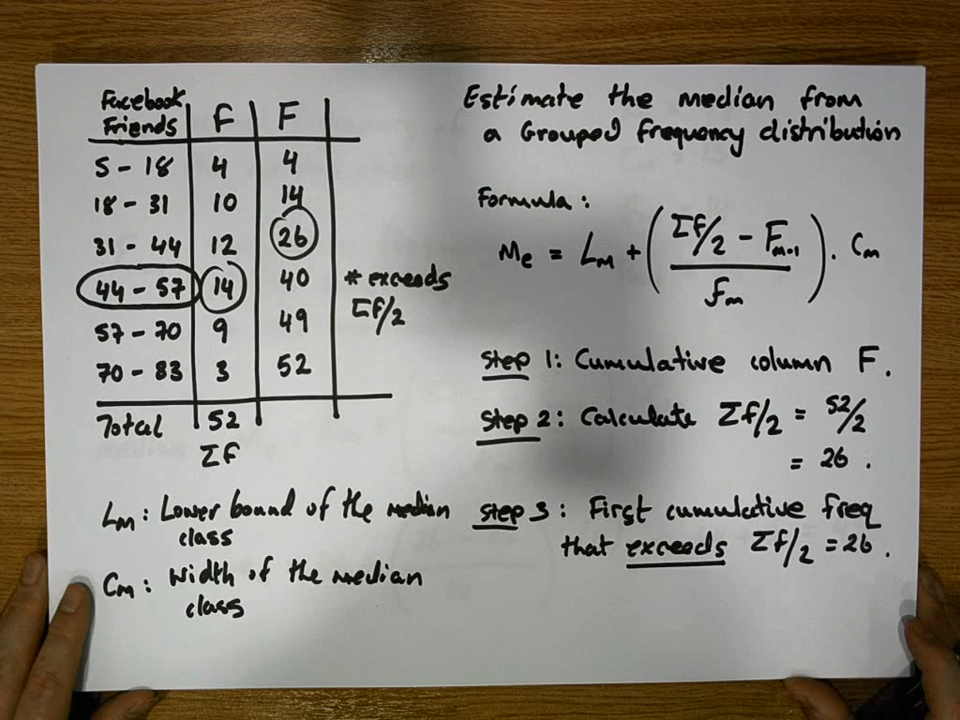 Facebook Friends F F
5 - 18 4 4
18 - 31 10 14
31 - 44 12 26
44 - 57 14 40 * exceeds Σf/2
57 - 70 9 49
70 - 83 3 52
Total 52
Σf
Lm : Lower bound of the median
class
Cm : Width of the median
class
Estimate the median from
a Grouped frequency distribution
Formula :
Me = Lm + ( (Σf/2 - Fm-1) / fm ) . Cm
Step 1: Cumulative column F.
Step 2: Calculate Σf/2 = 52/2
= 26 .
Step 3 : First cumulative freq
that exceeds Σf/2 = 26 .